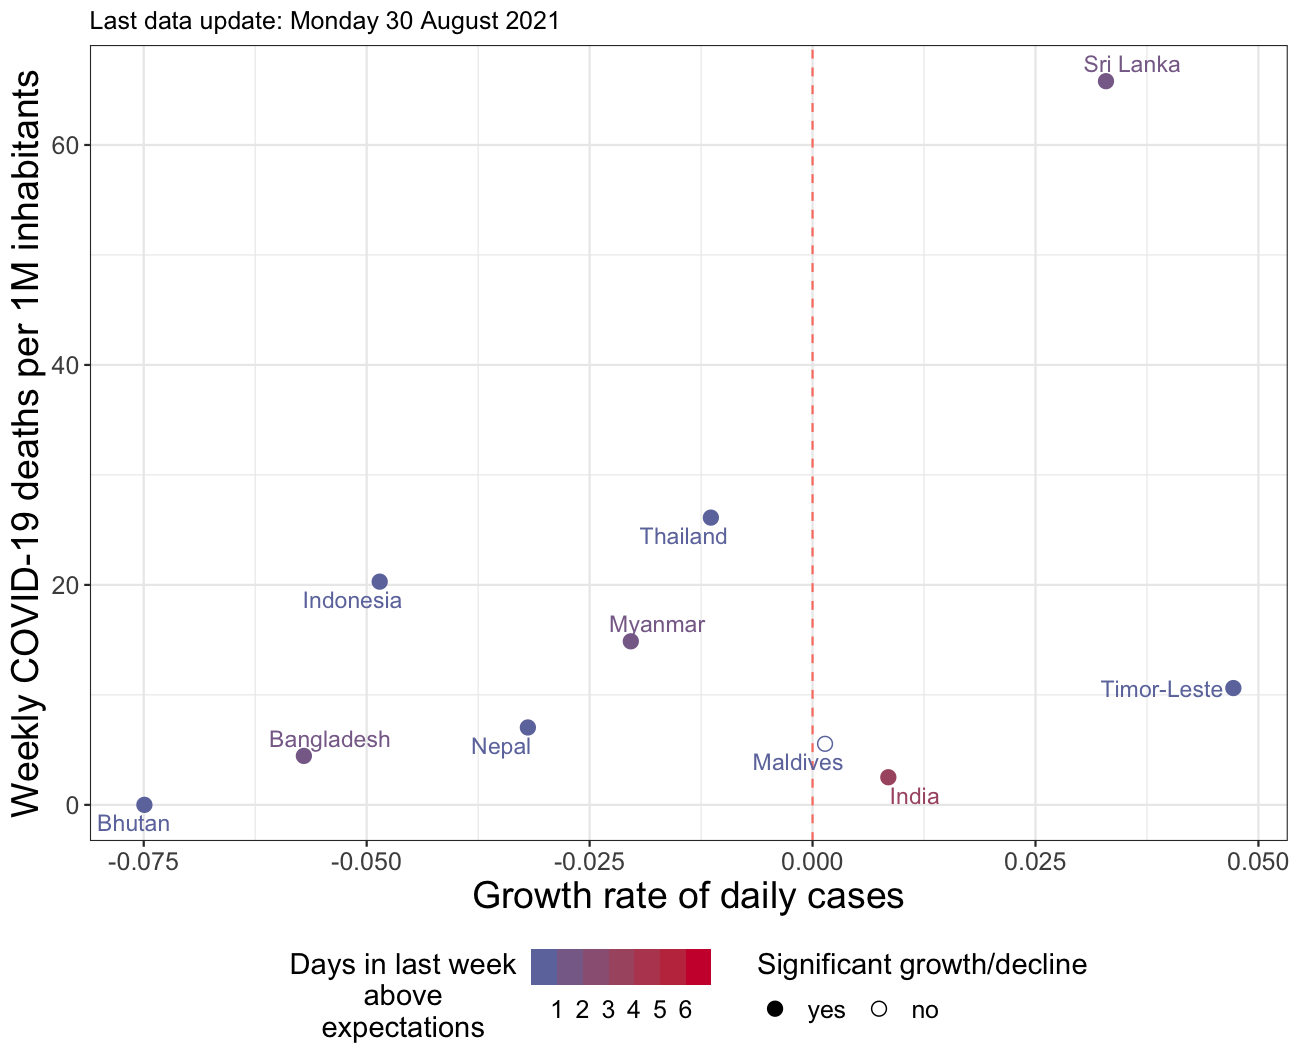 Last data update: Monday 30 August 2021
Weekly COVID-19 deaths per 1M inhabitants
60
40
20
0
Sri Lanka
Thailand
Indonesia
Myanmar
Timor-Leste
Bangladesh
Nepal
Maldives
India
Bhutan
-0.075
-0.050
-0.025
0.000
0.025
0.050
Growth rate of daily cases
Days in last week
above
expectations
1 2 3 4 5 6
Significant growth/decline
yes
no